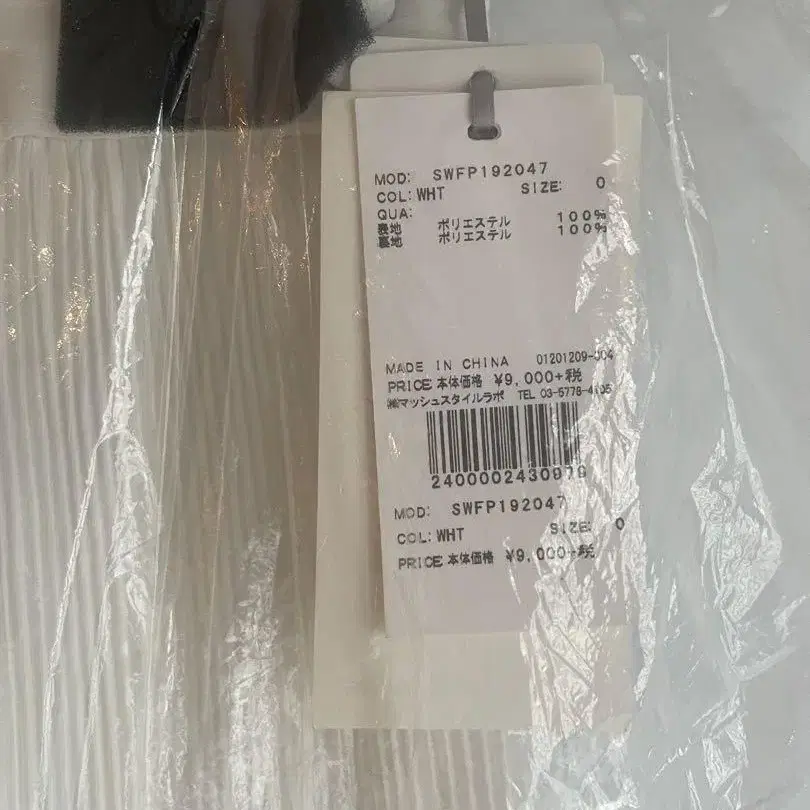 MOD: SWFP192047
COL: WHT SIZE: 0
QUA:
表地 ポリエステル 100%
裏地 ポリエステル 100%
MADE IN CHINA 01201209-004
PRICE 本体価格 ¥9,000+税
㈱マッシュスタイルラボ TEL 03-5778-4105
2400002430979
MOD: SWFP192047
COL: WHT SIZE: 0
PRICE 本体価格 ¥9,000+税